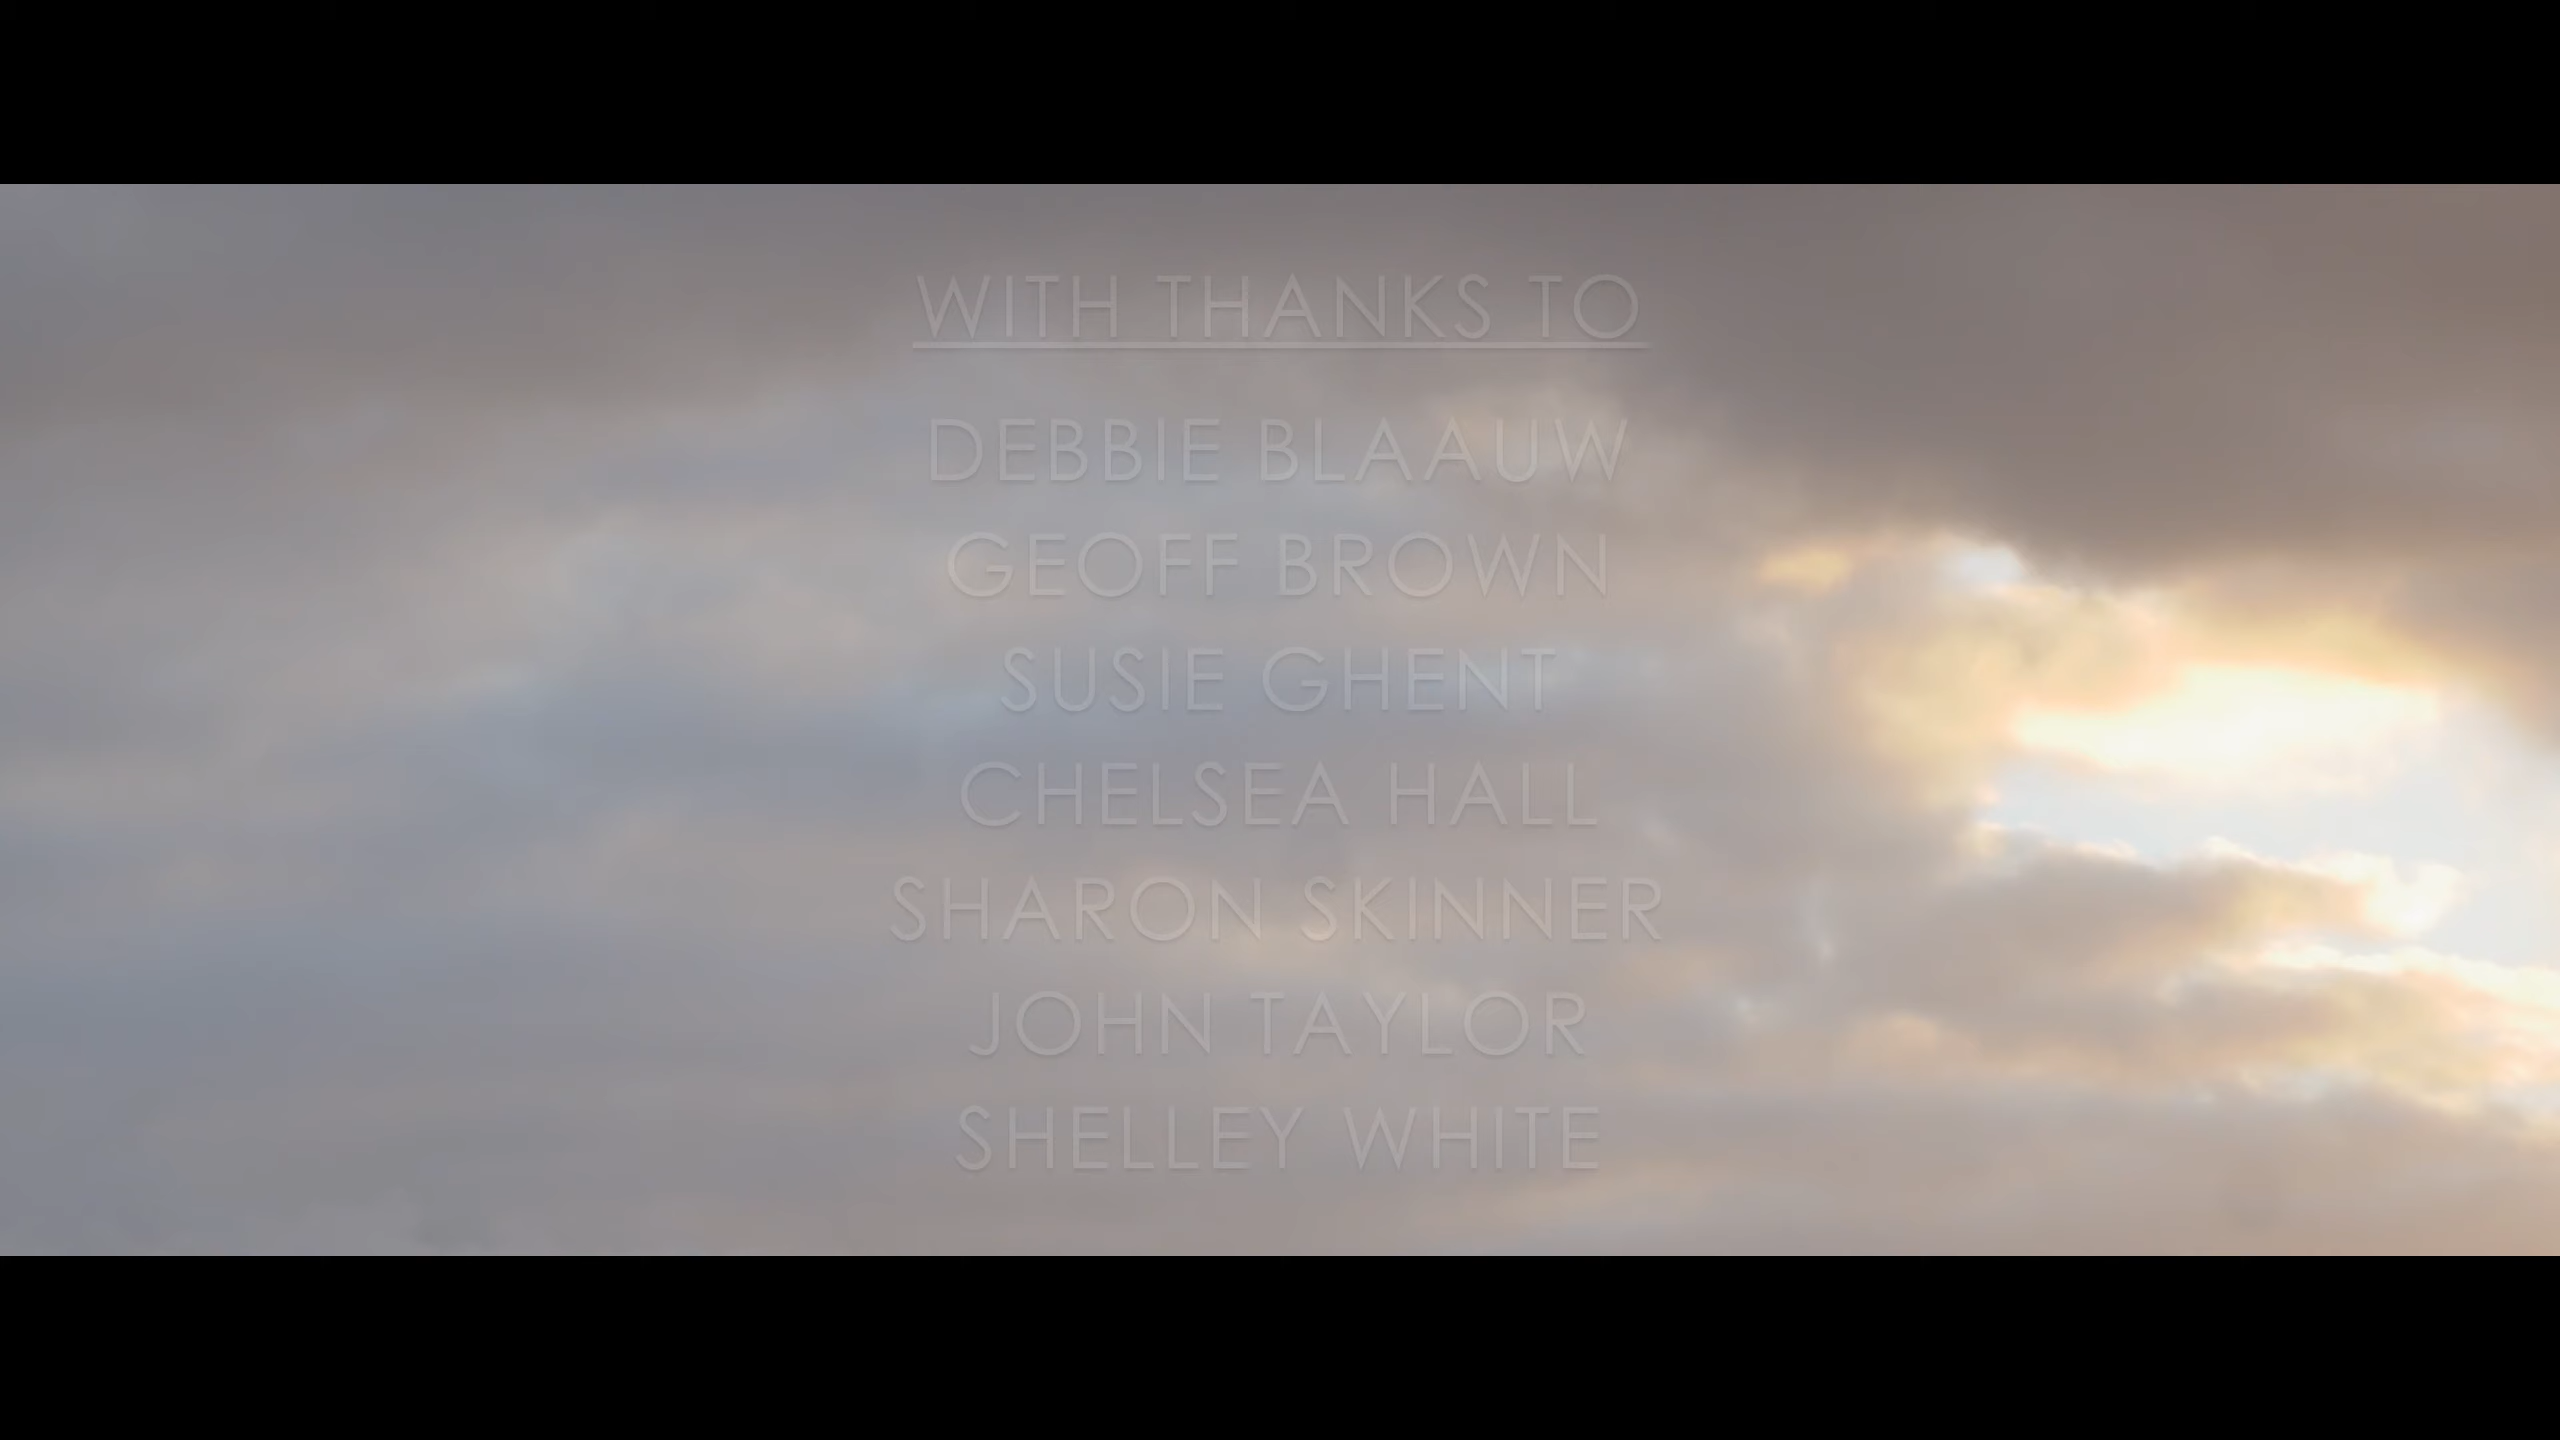 WITH THANKS TO
DEBBIE BLAAUW
GEOFF BROWN
SUSIE GHENT
CHELSEA HALL
SHARON SKINNER
JOHN TAYLOR
SHELLEY WHITE